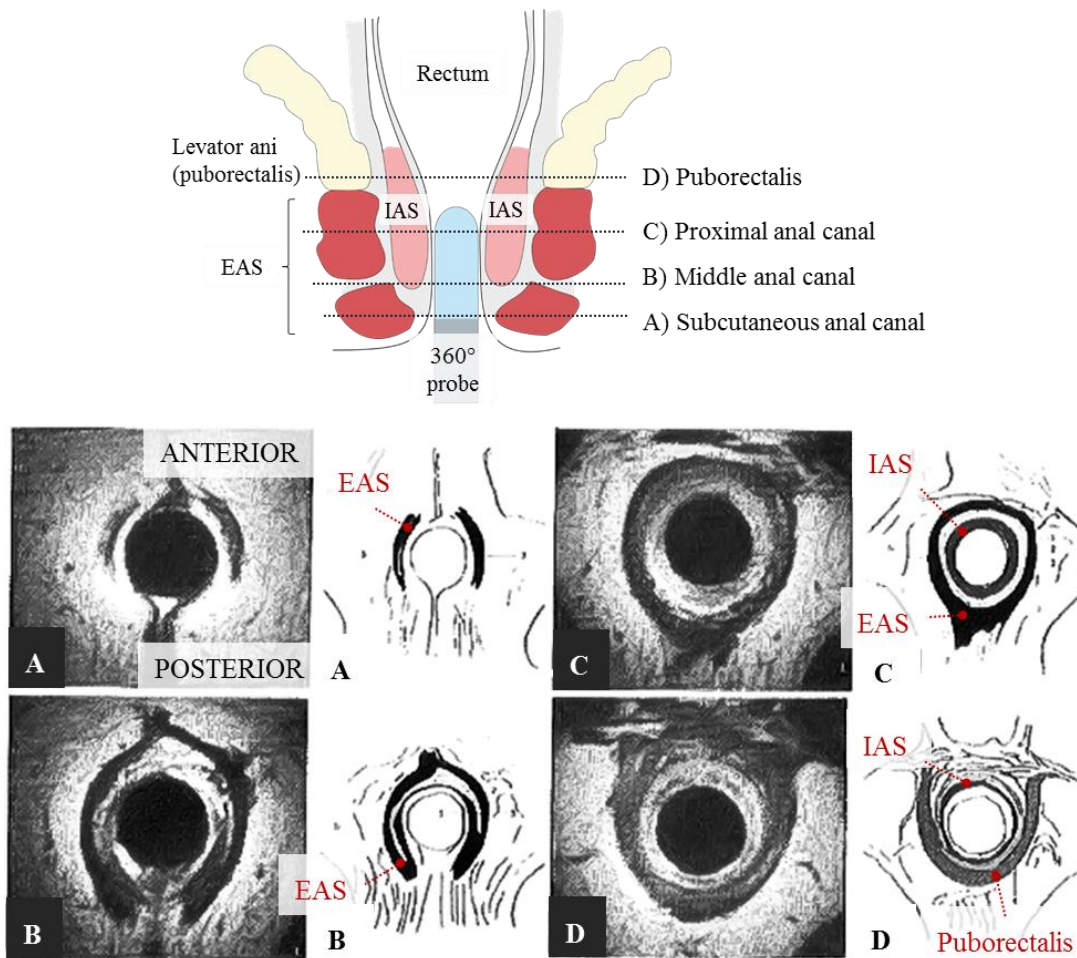 Rectum
Levator ani
(puborectalis)
D) Puborectalis
IAS
IAS
C) Proximal anal canal
EAS
B) Middle anal canal
A) Subcutaneous anal canal
360°
probe
ANTERIOR
EAS
IAS
EAS
A
POSTERIOR
A
C
C
IAS
EAS
B
B
D
D
Puborectalis